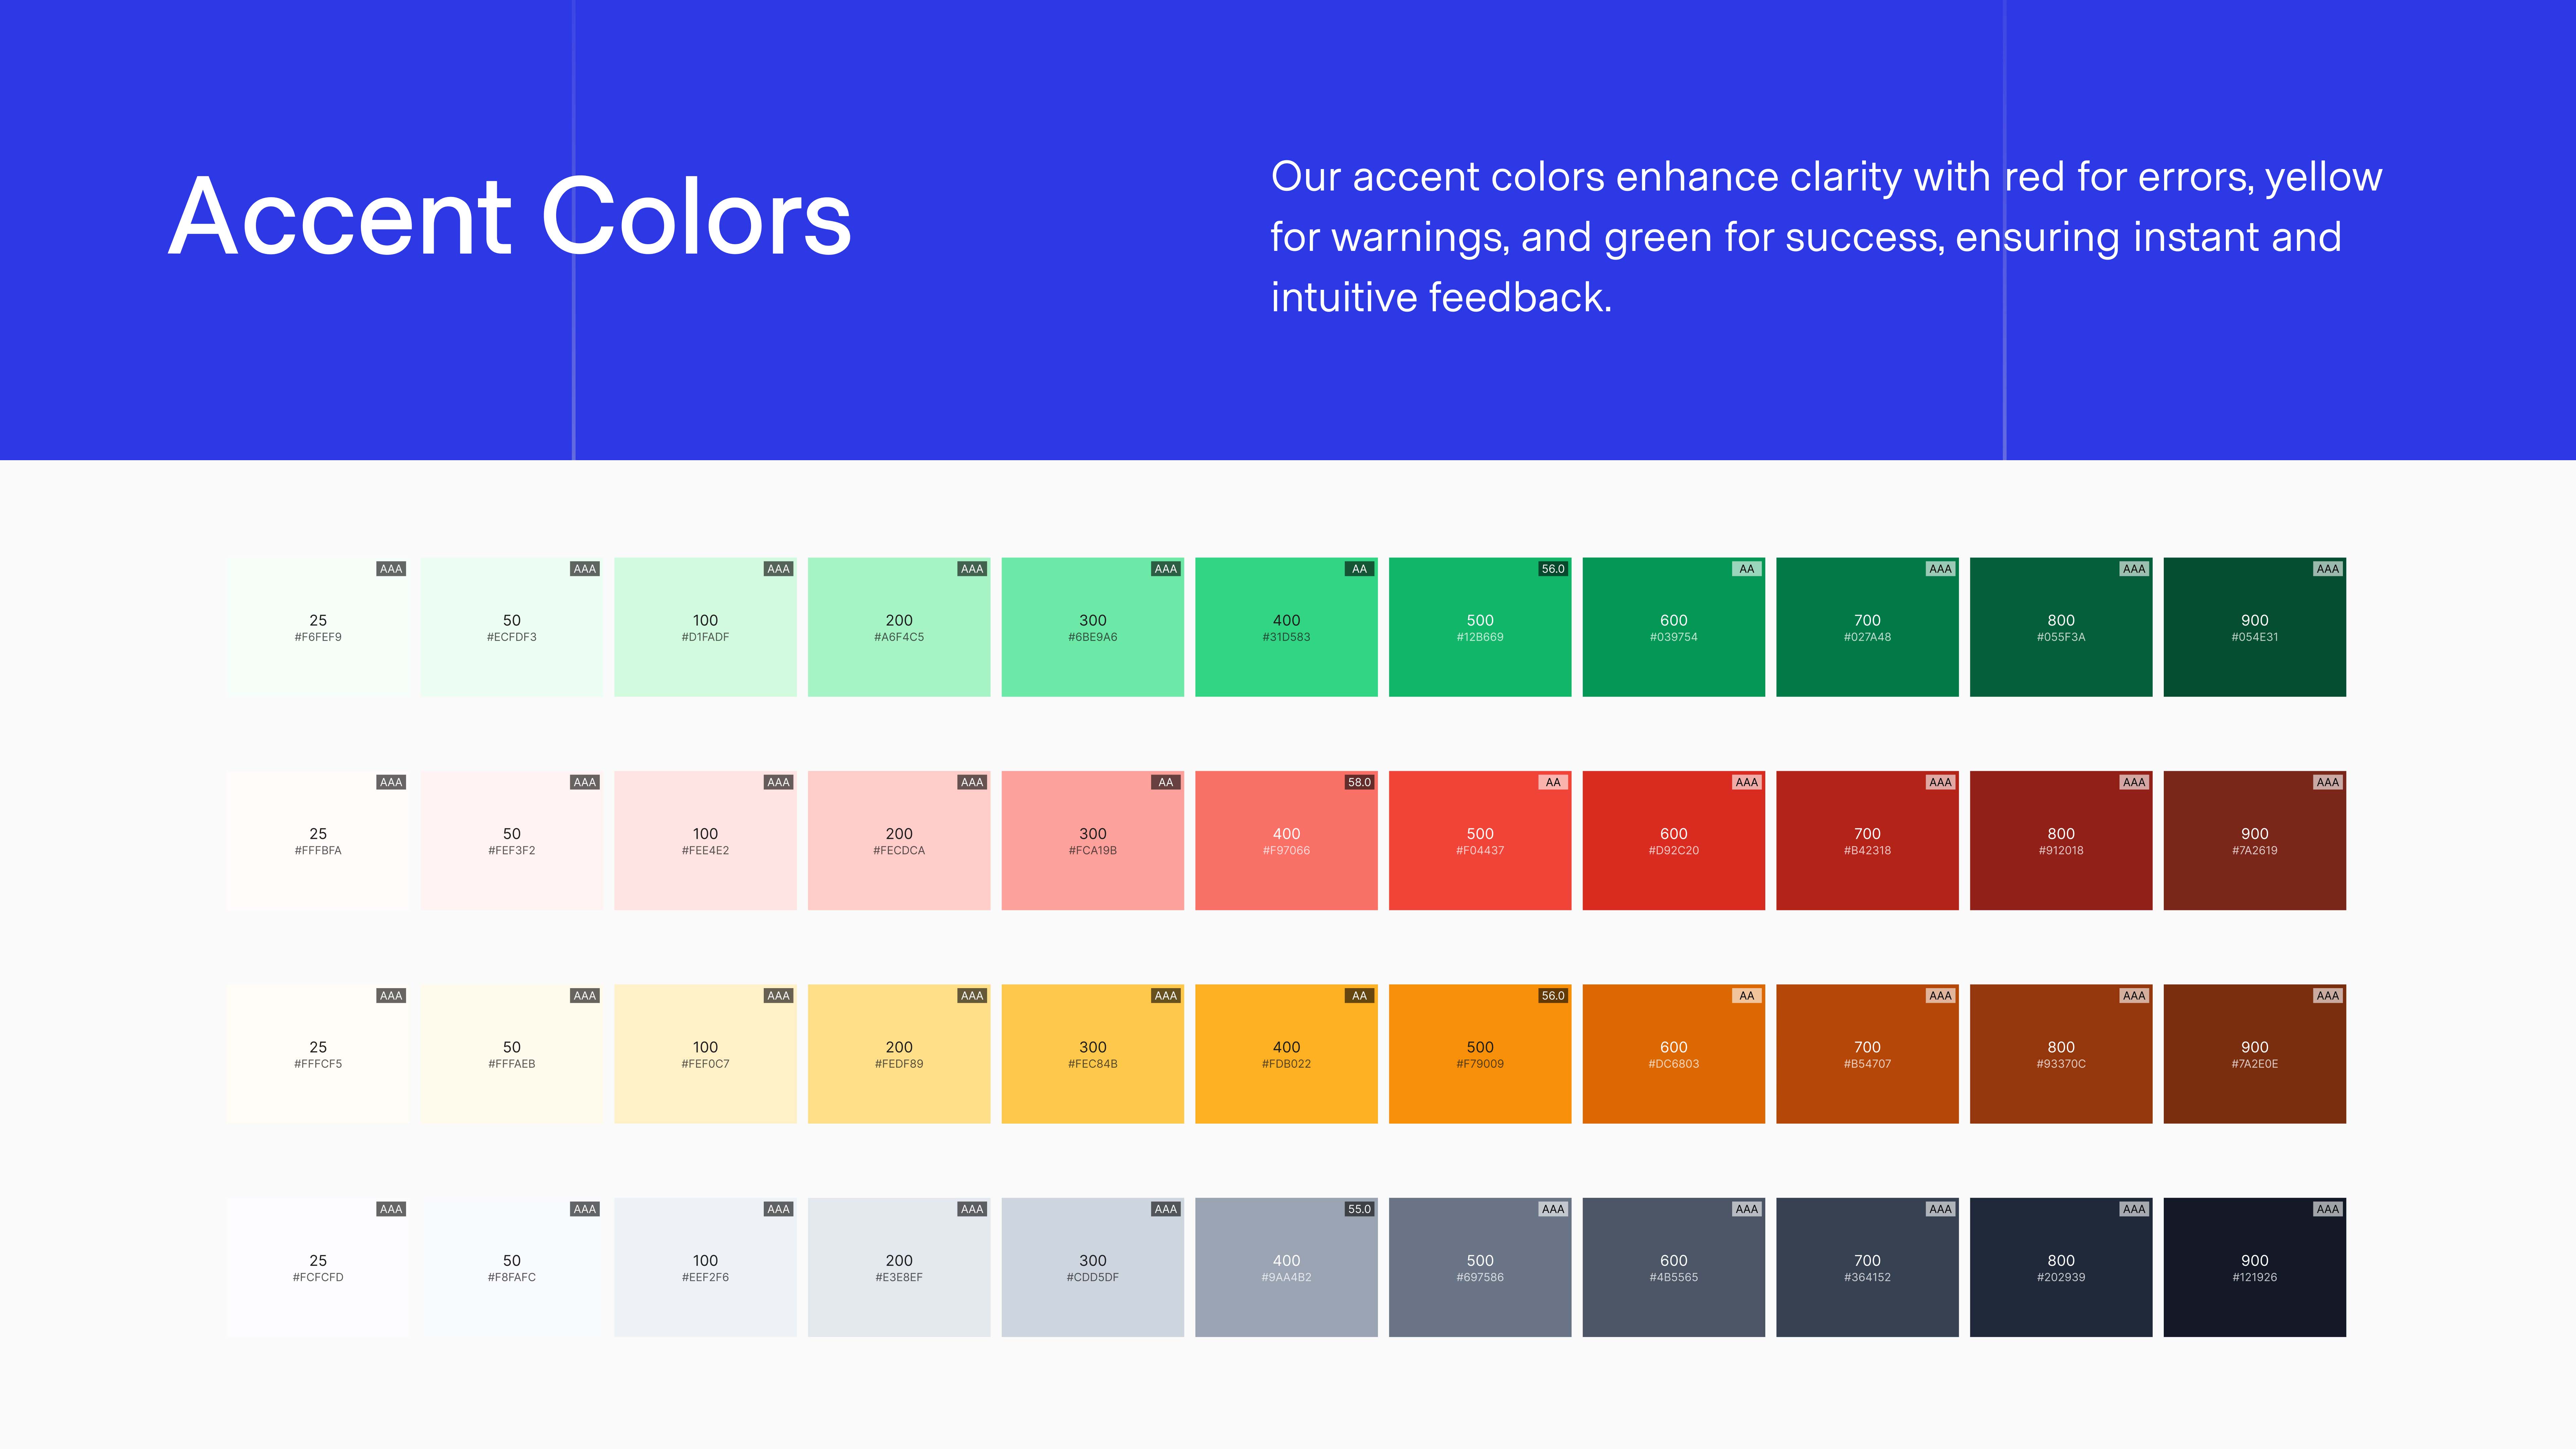 Accent Colors
Our accent colors enhance clarity with red for errors, yellow
for warnings, and green for success, ensuring instant and
intuitive feedback.
AAA AAA AAA AAA AAA AA 56.0 AA AAA AAA AAA
25 50 100 200 300 400 500 600 700 800 900
#F6FEF9 #ECFDF3 #D1FADF #A6F4C5 #6BE9A6 #31D583 #12B669 #039754 #027A48 #055F3A #054E31
AAA AAA AAA AAA AA 58.0 AA AAA AAA AAA AAA
25 50 100 200 300 400 500 600 700 800 900
#FFFBFA #FEF3F2 #FEE4E2 #FECDCA #FCA19B #F97066 #F04437 #D92C20 #B42318 #912018 #7A2619
AAA AAA AAA AAA AAA AA 56.0 AA AAA AAA AAA
25 50 100 200 300 400 500 600 700 800 900
#FFFCF5 #FFFAEB #FEF0C7 #FEDF89 #FEC84B #FDB022 #F79009 #DC6803 #B54707 #93370C #7A2E0E
AAA AAA AAA AAA AAA 55.0 AAA AAA AAA AAA AAA
25 50 100 200 300 400 500 600 700 800 900
#FCFCFD #F8FAFC #EEF2F6 #E3E8EF #CDD5DF #9AA4B2 #697586 #4B5565 #364152 #202939 #121926